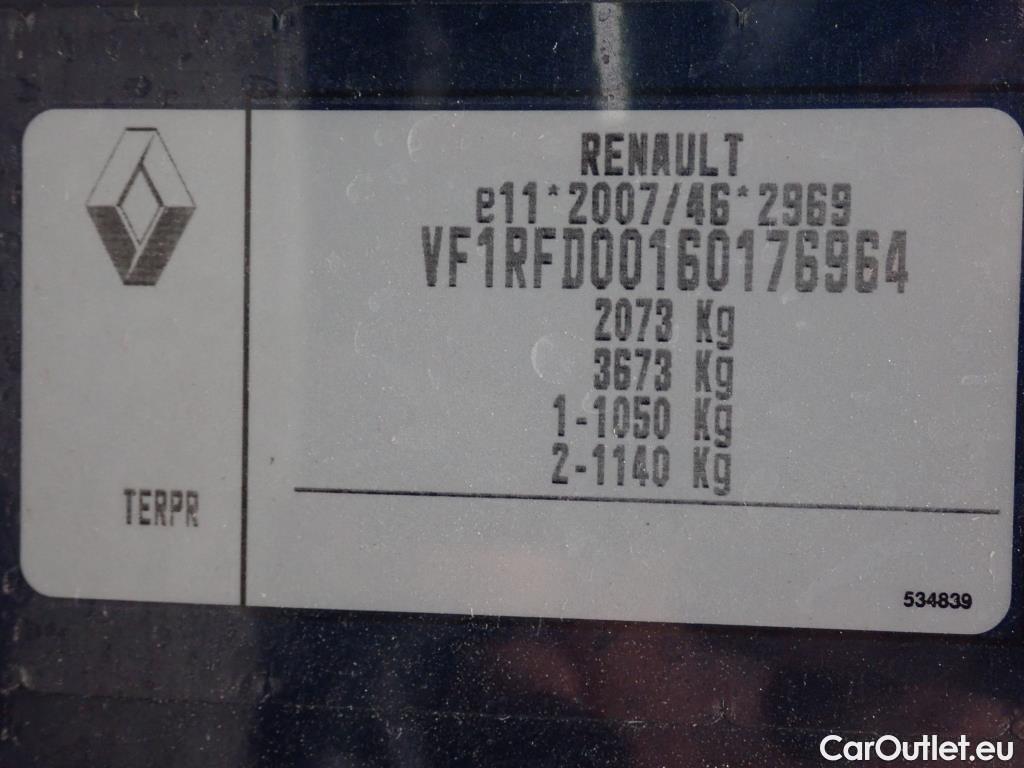 RENAULT
e11*2007/46*2969
VF1RFD00160176964
2073 Kg
3673 Kg
1-1050 Kg
2-1140 Kg
TERPR
534839
CarOutlet.eu